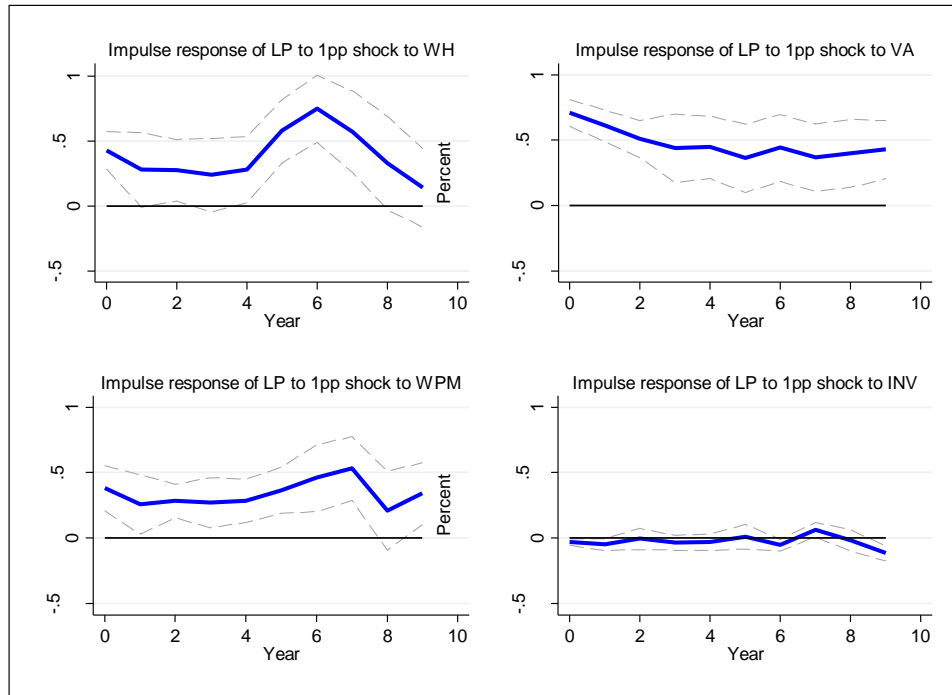 Impulse response of LP to 1pp shock to WH
1
.5
0
-.5
0 2 4 6 8 10
Year
Percent
Impulse response of LP to 1pp shock to VA
1
.5
0
-.5
0 2 4 6 8 10
Year
Impulse response of LP to 1pp shock to WPM
1
.5
0
-.5
0 2 4 6 8 10
Year
Percent
Impulse response of LP to 1pp shock to INV
1
.5
0
-.5
0 2 4 6 8 10
Year